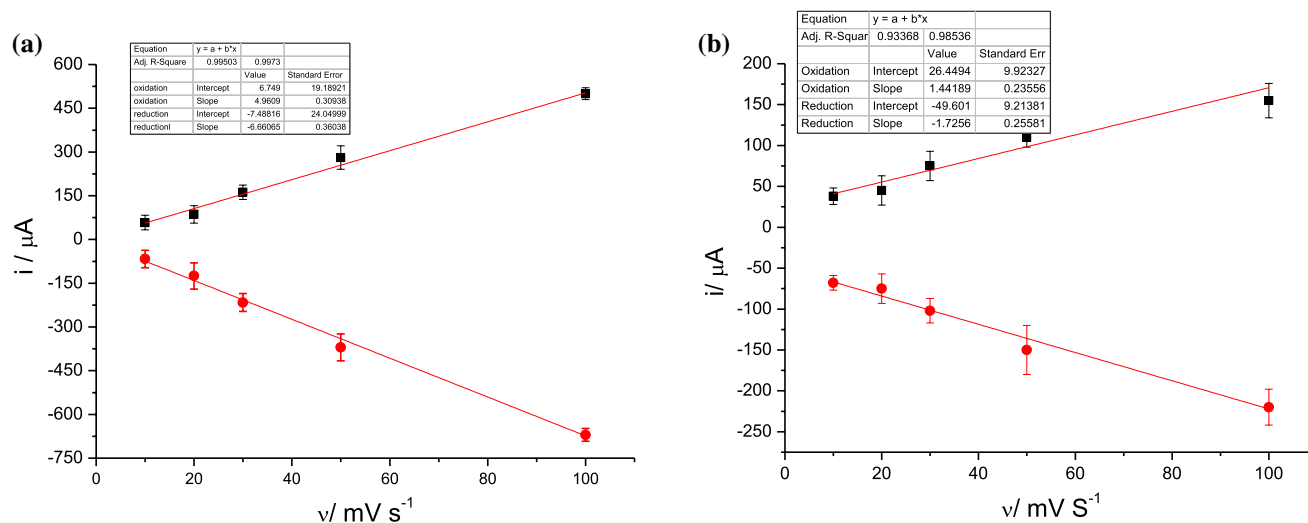 (a)
Equation y = a + b*x
Adj. R-Square 0.99503 0.9973
Value Standard Error
oxidation Intercept 6.749 19.18921
oxidation Slope 4.9609 0.30938
reduction Intercept -7.48816 24.04999
reductionI Slope -6.66065 0.36038
600
450
300
150
0
-150
-300
-450
-600
-750
i / μA
0 20 40 60 80 100
ν/ mV s⁻¹
(b)
Equation y = a + b*x
Adj. R-Squar 0.93368 0.98536
Value Standard Err
Oxidation Intercept 26.4494 9.92327
Oxidation Slope 1.44189 0.23556
Reduction Intercept -49.601 9.21381
Reduction Slope -1.7256 0.25581
200
150
100
50
0
-50
-100
-150
-200
-250
i/ μA
0 20 40 60 80 100
ν/ mV S⁻¹